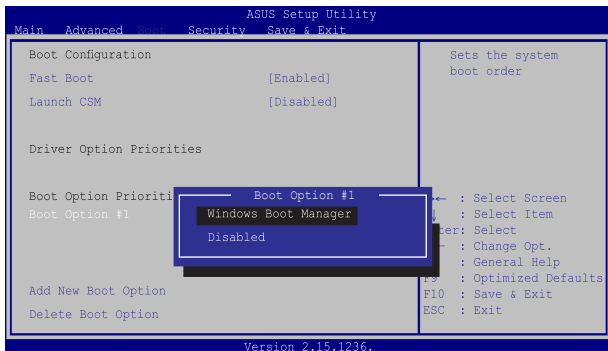 ASUS Setup Utility
Main Advanced Boot Security Save & Exit
Boot Configuration
Fast Boot [Enabled]
Launch CSM [Disabled]
Driver Option Priorities
Boot Option Prioriti
Boot Option #1
Boot Option #1
Windows Boot Manager
Disabled
Add New Boot Option
Delete Boot Option
Sets the system
boot order
→← : Select Screen
: Select Item
ter: Select
— : Change Opt.
: General Help
F9 : Optimized Defaults
F10 : Save & Exit
ESC : Exit
Version 2.15.1236.